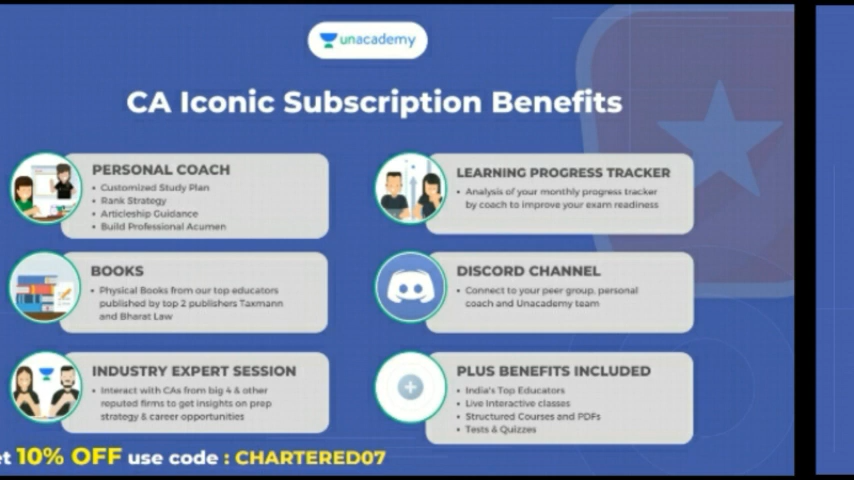 unacademy
CA Iconic Subscription Benefits
PERSONAL COACH
• Customized Study Plan
• Rank Strategy
• Articleship Guidance
• Build Professional Acumen
LEARNING PROGRESS TRACKER
• Analysis of your monthly progress tracker
by coach to improve your exam readiness
BOOKS
• Physical Books from our top educators
published by top 2 publishers Taxmann
and Bharat Law
DISCORD CHANNEL
• Connect to your peer group, personal
coach and Unacademy team
INDUSTRY EXPERT SESSION
• Interact with CAs from big 4 & other
reputed firms to get insights on prep
strategy & career opportunities
PLUS BENEFITS INCLUDED
• India's Top Educators
• Live Interactive classes
• Structured Courses and PDFs
• Tests & Quizzes
et 10% OFF use code : CHARTERED07